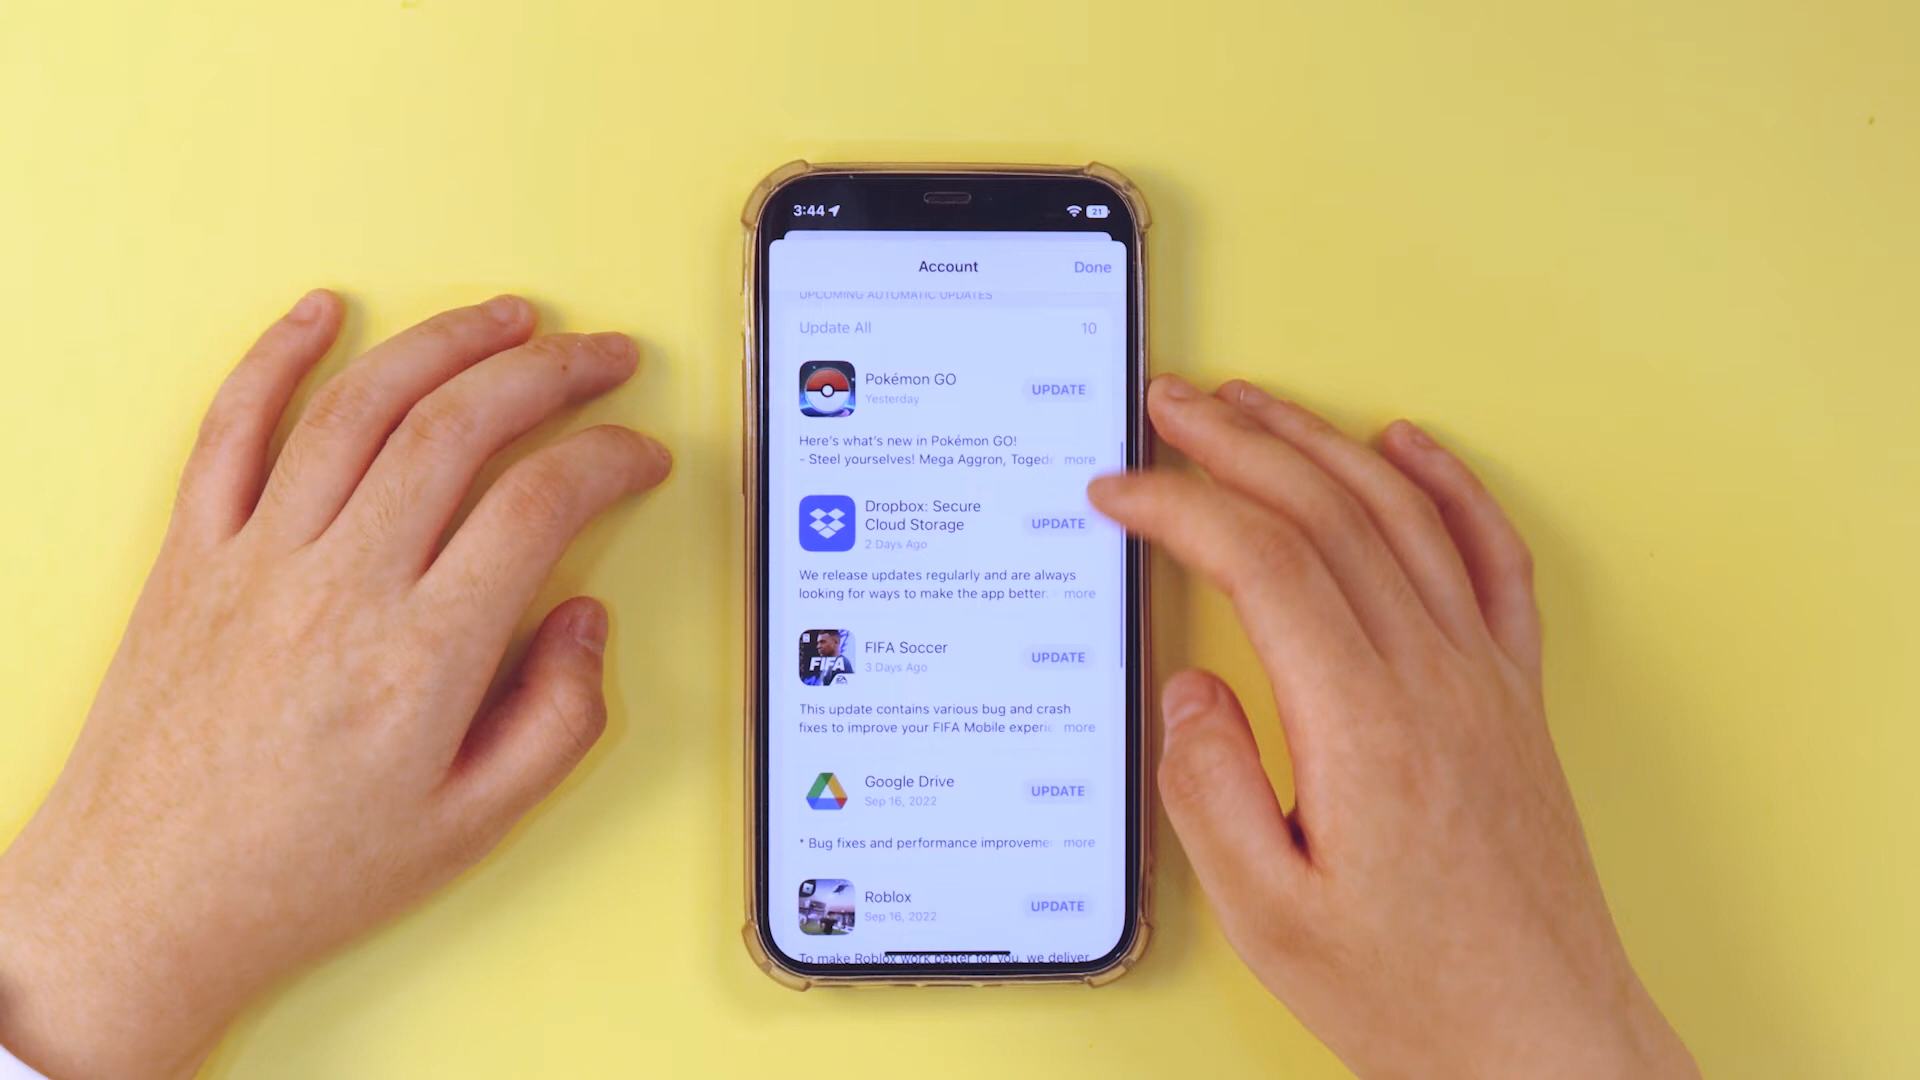 3:44
21
Account
Done
UPCOMING AUTOMATIC UPDATES
Update All
10
Pokémon GO
Yesterday
UPDATE
Here's what's new in Pokémon GO!
- Steel yourselves! Mega Aggron, Toged
more
Dropbox: Secure
Cloud Storage
2 Days Ago
UPDATE
We release updates regularly and are always
looking for ways to make the app better.
more
FIFA Soccer
3 Days Ago
UPDATE
FIFA
This update contains various bug and crash
fixes to improve your FIFA Mobile experie
more
Google Drive
Sep 16, 2022
UPDATE
* Bug fixes and performance improveme
more
Roblox
Sep 16, 2022
UPDATE
To make Roblox work better for you, we deliver